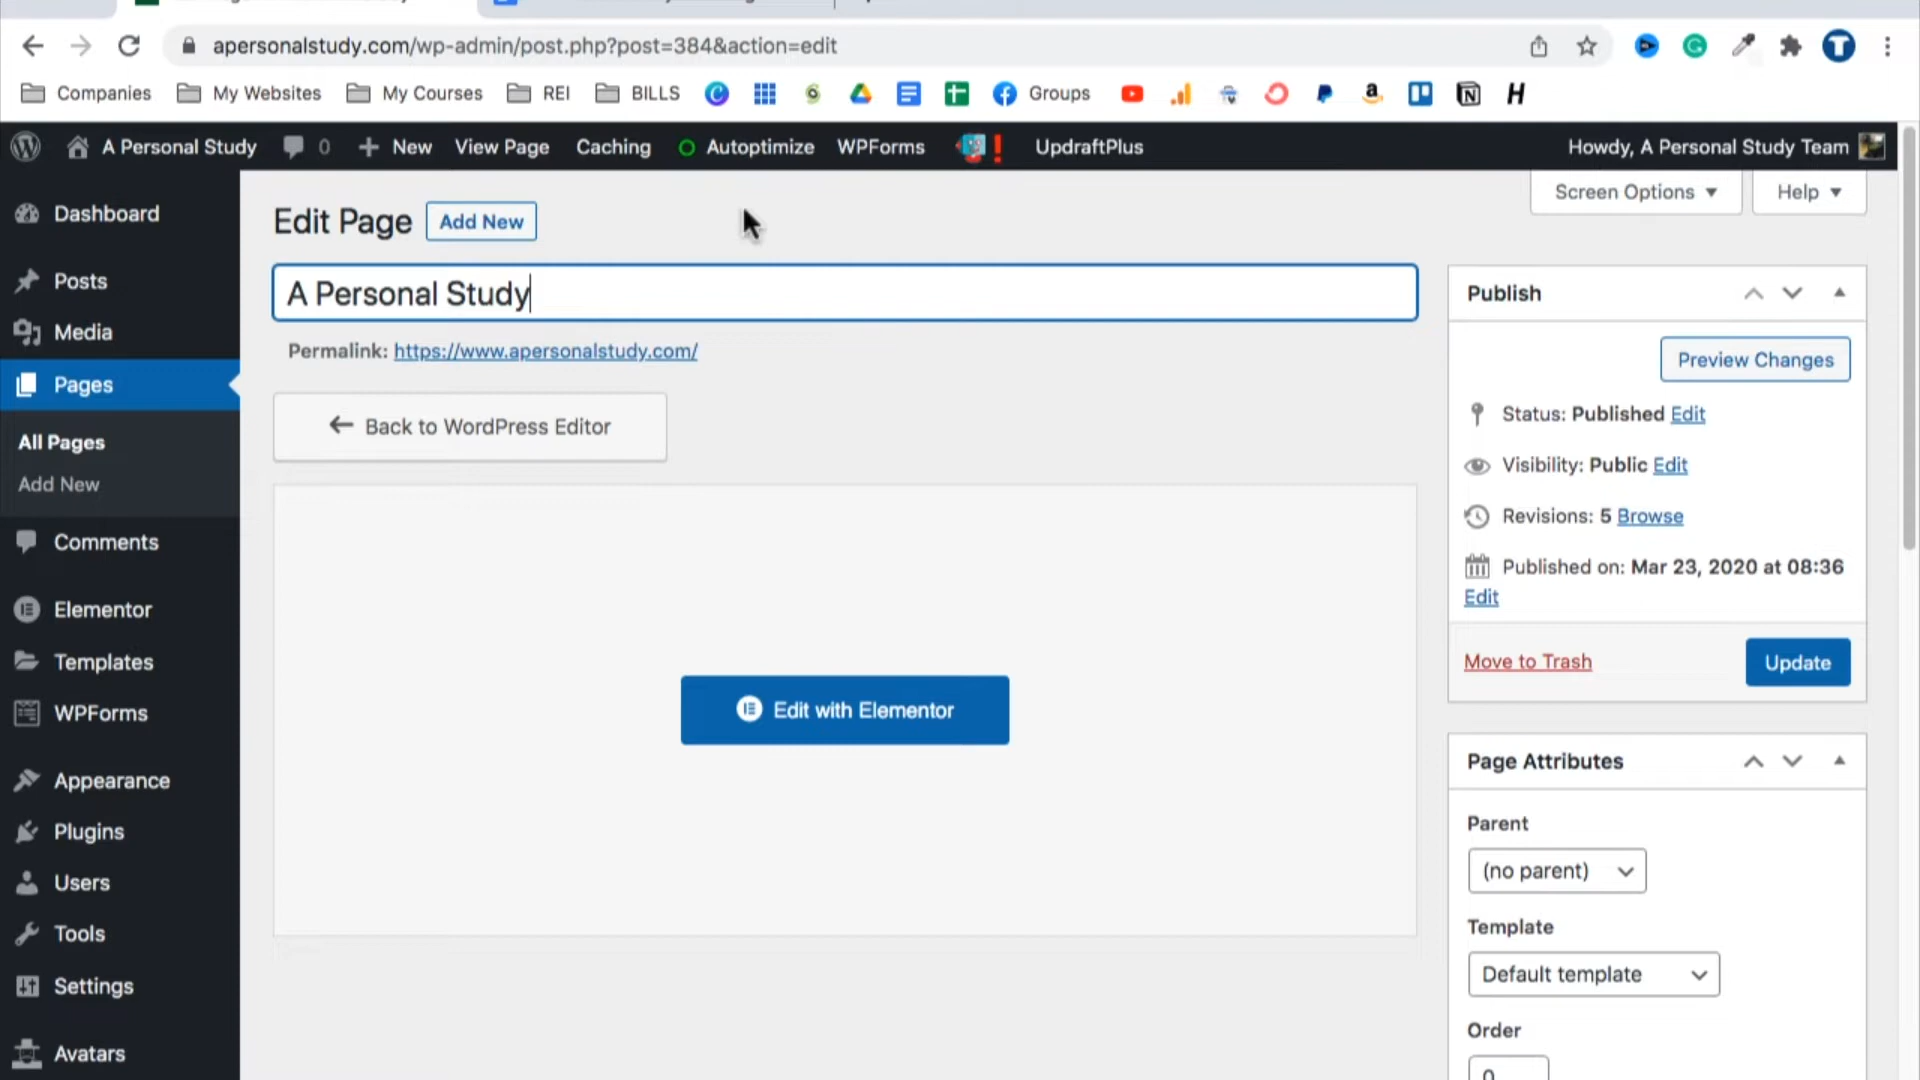 apersonalstudy.com/wp-admin/post.php?post=384&action=edit
Companies My Websites My Courses REI BILLS Groups
A Personal Study 0 New View Page Caching Autoptimize WPForms UpdraftPlus Howdy, A Personal Study Team
Screen Options Help
Dashboard
Posts
Media
Pages
All Pages
Add New
Comments
Elementor
Templates
WPForms
Appearance
Plugins
Users
Tools
Settings
Avatars
Edit Page Add New
A Personal Study
Permalink: https://www.apersonalstudy.com/
Back to WordPress Editor
Edit with Elementor
Publish
Preview Changes
Status: Published Edit
Visibility: Public Edit
Revisions: 5 Browse
Published on: Mar 23, 2020 at 08:36
Edit
Move to Trash Update
Page Attributes
Parent
(no parent)
Template
Default template
Order
0